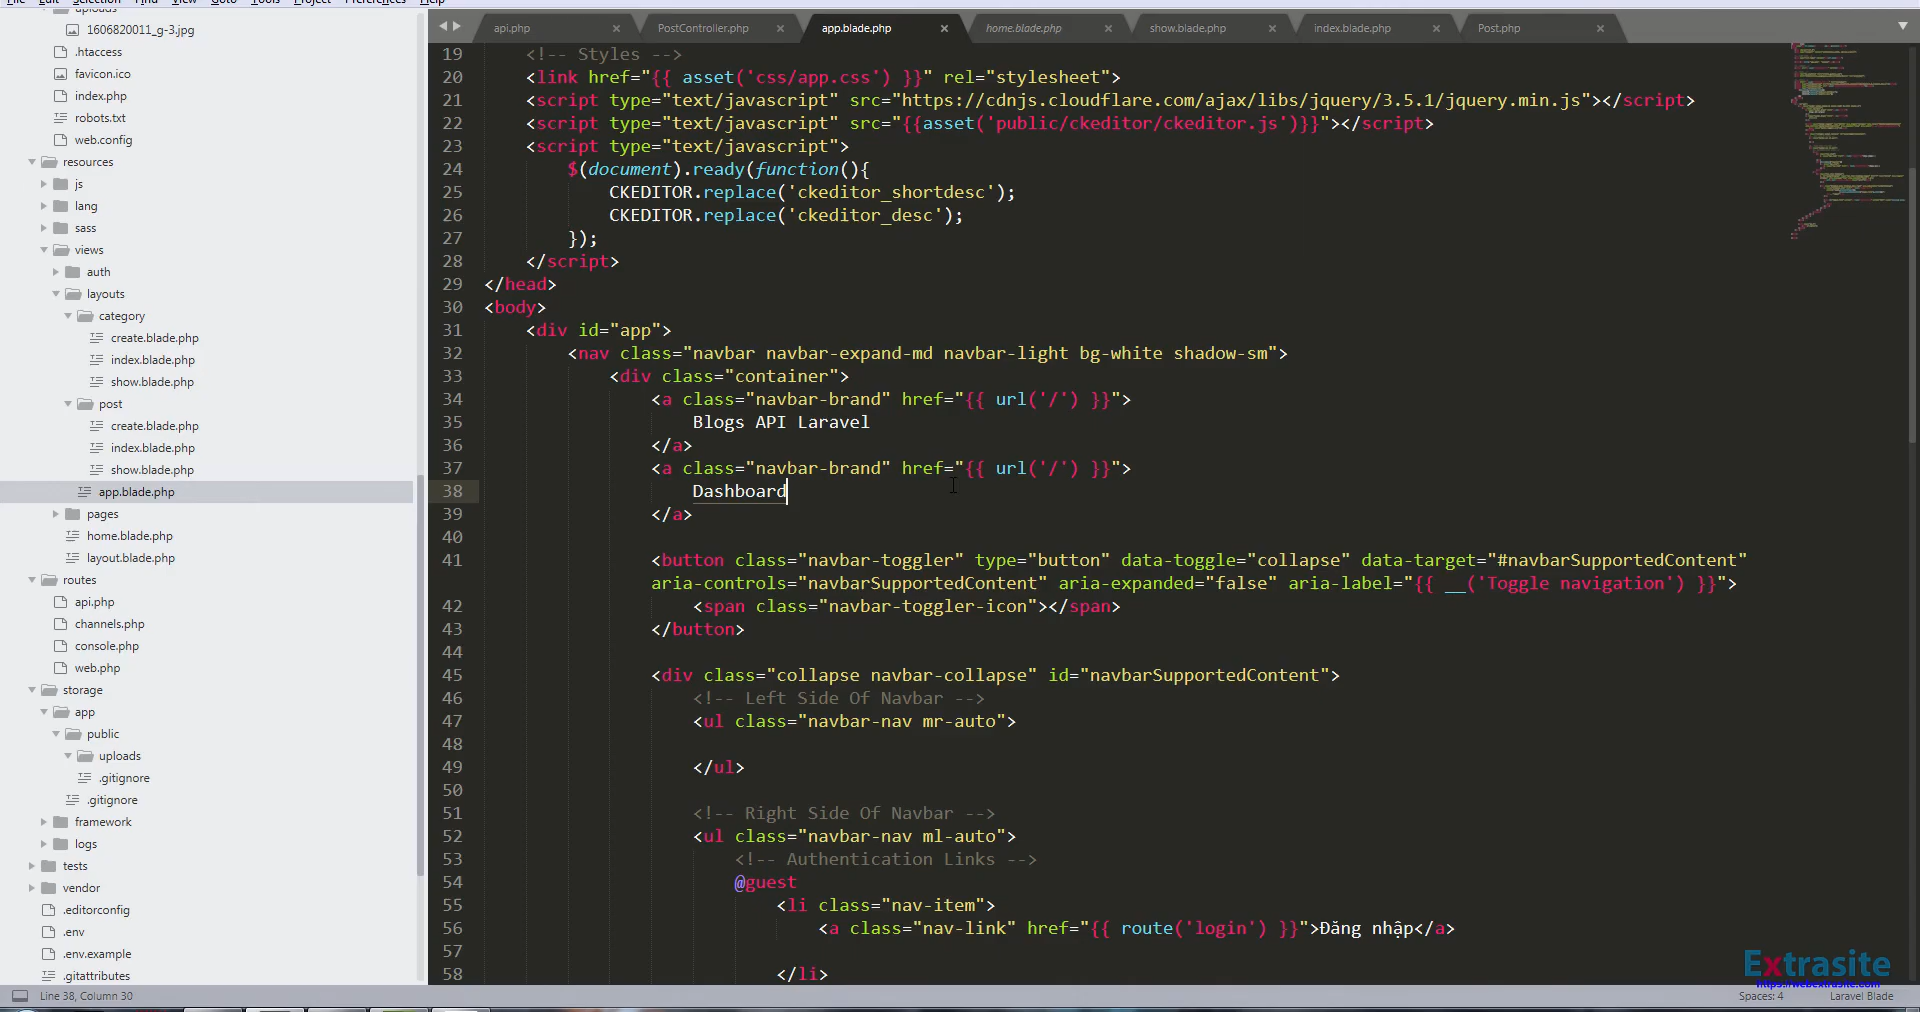 File Edit Selection Find View Goto Tools Project Preferences Help
uploads
1606820011_g-3.jpg
.htaccess
favicon.ico
index.php
robots.txt
web.config
resources
js
lang
sass
views
auth
layouts
category
create.blade.php
index.blade.php
show.blade.php
post
create.blade.php
index.blade.php
show.blade.php
app.blade.php
pages
home.blade.php
layout.blade.php
routes
api.php
channels.php
console.php
web.php
storage
app
public
uploads
.gitignore
.gitignore
framework
logs
tests
vendor
.editorconfig
.env
.env.example
.gitattributes
api.php PostController.php app.blade.php home.blade.php show.blade.php index.blade.php Post.php
19 <!-- Styles -->
20 <link href="{{ asset('css/app.css') }}" rel="stylesheet">
21 <script type="text/javascript" src="https://cdnjs.cloudflare.com/ajax/libs/jquery/3.5.1/jquery.min.js"></script>
22 <script type="text/javascript" src="{{asset('public/ckeditor/ckeditor.js')}}"></script>
23 <script type="text/javascript">
24 $(document).ready(function(){
25 CKEDITOR.replace('ckeditor_shortdesc');
26 CKEDITOR.replace('ckeditor_desc');
27 });
28 </script>
29 </head>
30 <body>
31 <div id="app">
32 <nav class="navbar navbar-expand-md navbar-light bg-white shadow-sm">
33 <div class="container">
34 <a class="navbar-brand" href="{{ url('/') }}">
35 Blogs API Laravel
36 </a>
37 <a class="navbar-brand" href="{{ url('/') }}">
38 Dashboard
39 </a>
40
41 <button class="navbar-toggler" type="button" data-toggle="collapse" data-target="#navbarSupportedContent"
aria-controls="navbarSupportedContent" aria-expanded="false" aria-label="{{ __('Toggle navigation') }}">
42 <span class="navbar-toggler-icon"></span>
43 </button>
44
45 <div class="collapse navbar-collapse" id="navbarSupportedContent">
46 <!-- Left Side Of Navbar -->
47 <ul class="navbar-nav mr-auto">
48
49 </ul>
50
51 <!-- Right Side Of Navbar -->
52 <ul class="navbar-nav ml-auto">
53 <!-- Authentication Links -->
54 @guest
55 <li class="nav-item">
56 <a class="nav-link" href="{{ route('login') }}">Đăng nhập</a>
57
58 </li>
Extrasite
https://webextrasite.com
Line 38, Column 30
Spaces: 4
Laravel Blade